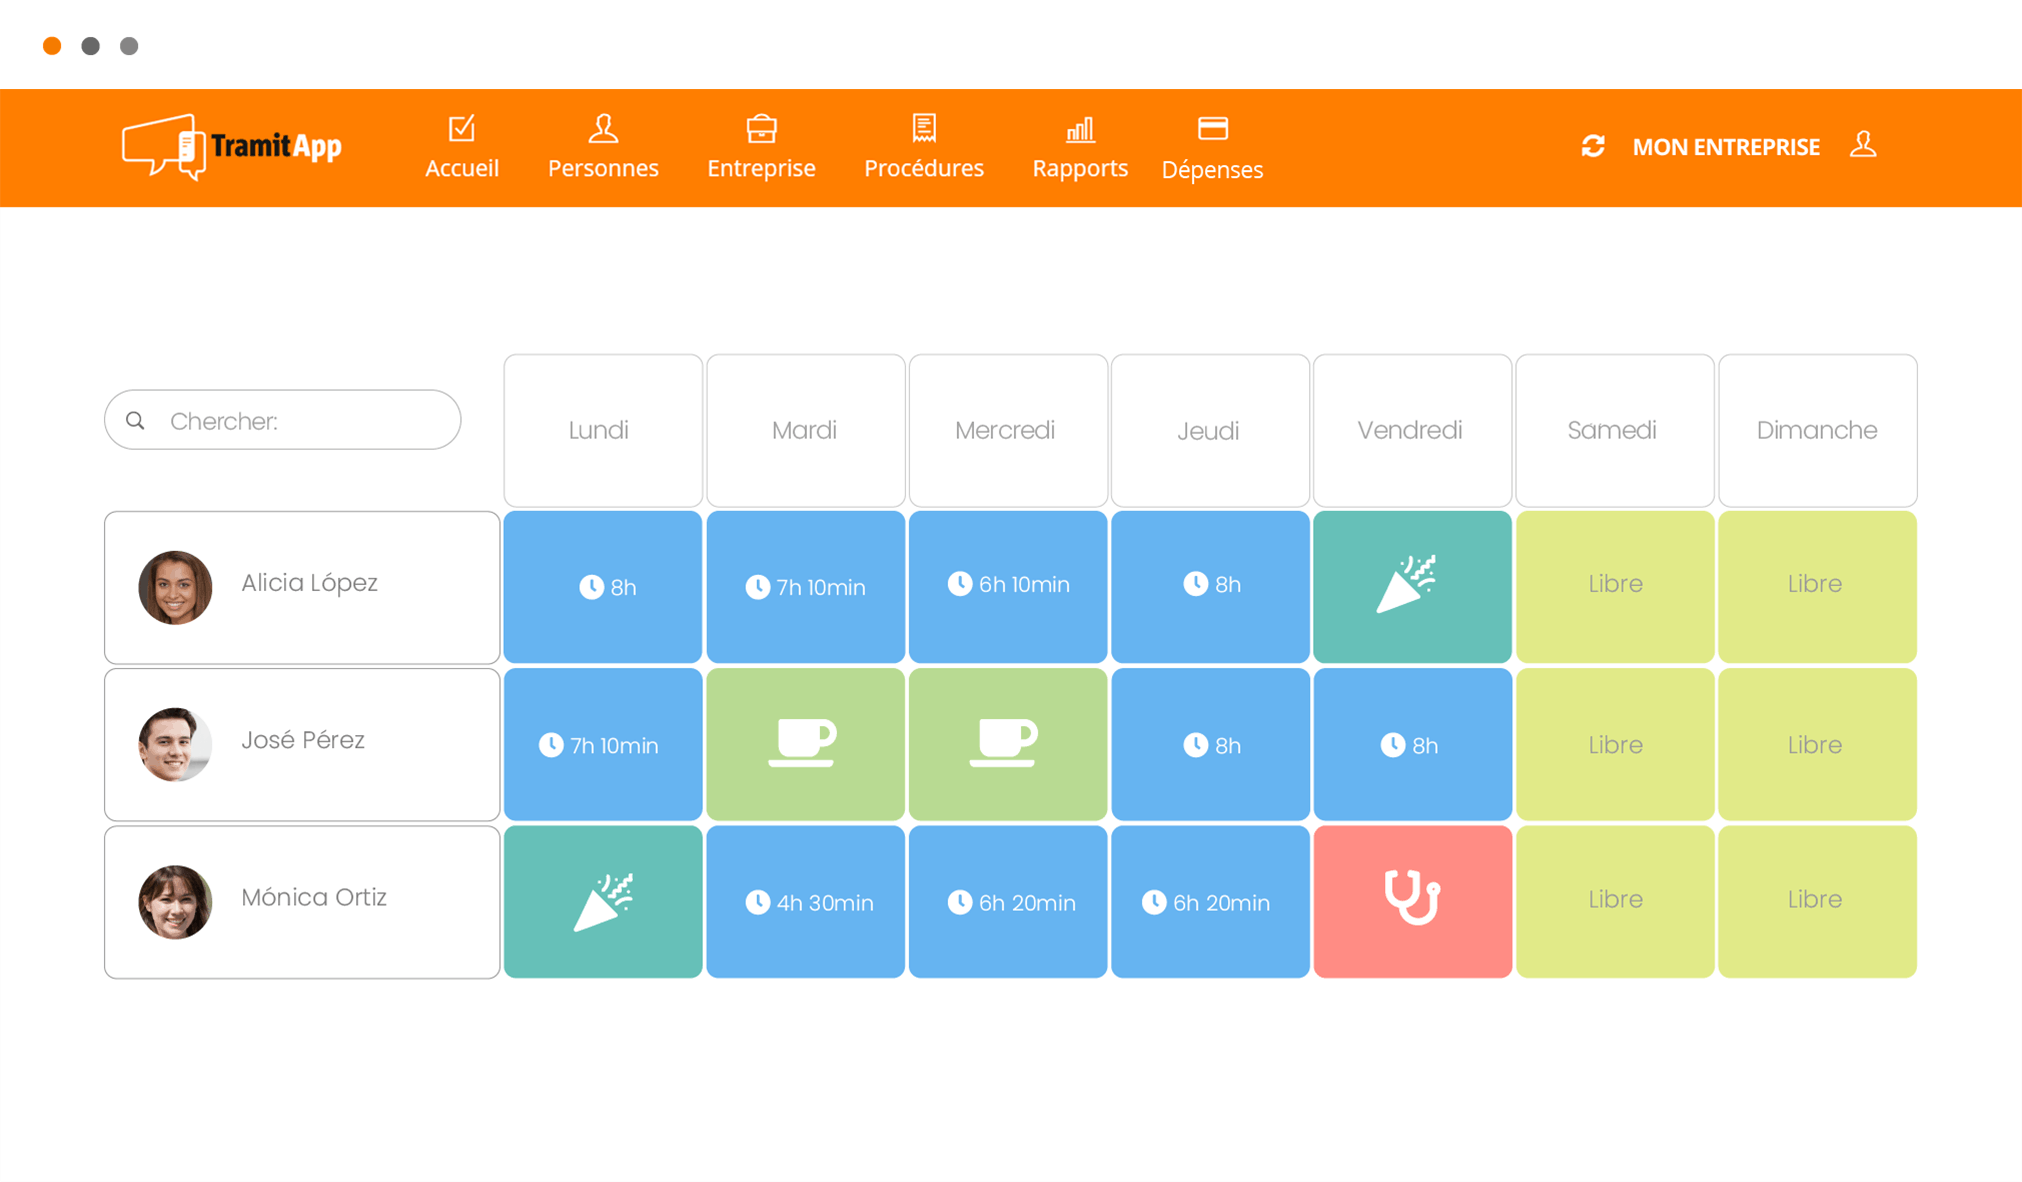 TramitApp
Accueil Personnes Entreprise Procédures Rapports Dépenses
MON ENTREPRISE
Chercher:
Lundi Mardi Mercredi Jeudi Vendredi Samedi Dimanche
Alicia López 8h 7h 10min 6h 10min 8h Libre Libre
José Pérez 7h 10min 8h 8h Libre Libre
Mónica Ortiz 4h 30min 6h 20min 6h 20min Libre Libre